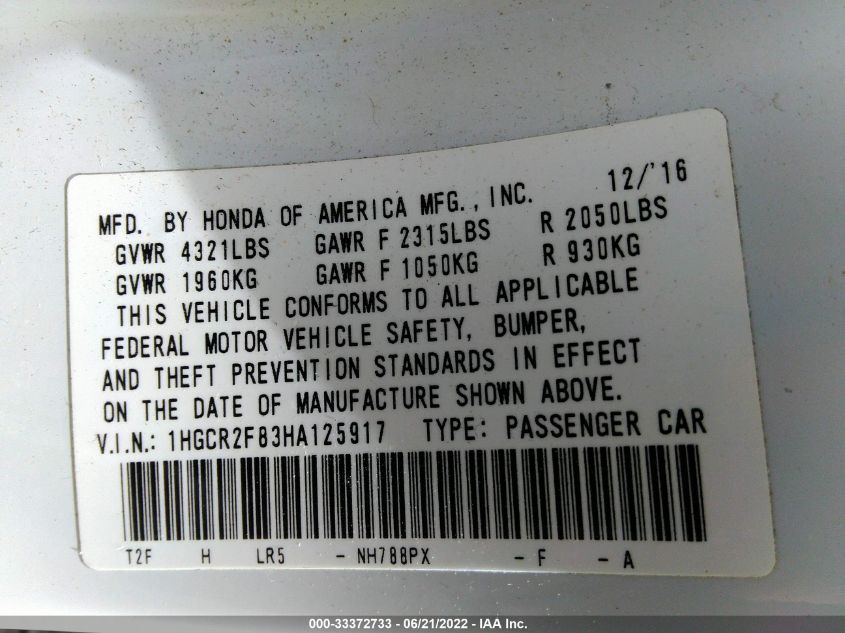 MFD. BY HONDA OF AMERICA MFG., INC. 12/'16
GVWR 4321LBS GAWR F 2315LBS R 2050LBS
GVWR 1960KG GAWR F 1050KG R 930KG
THIS VEHICLE CONFORMS TO ALL APPLICABLE
FEDERAL MOTOR VEHICLE SAFETY, BUMPER,
AND THEFT PREVENTION STANDARDS IN EFFECT
ON THE DATE OF MANUFACTURE SHOWN ABOVE.
V.I.N.: 1HGCR2F83HA125917 TYPE: PASSENGER CAR
T2F H LR5 - NH788PX - F - A
000-33372733 - 06/21/2022 - IAA Inc.